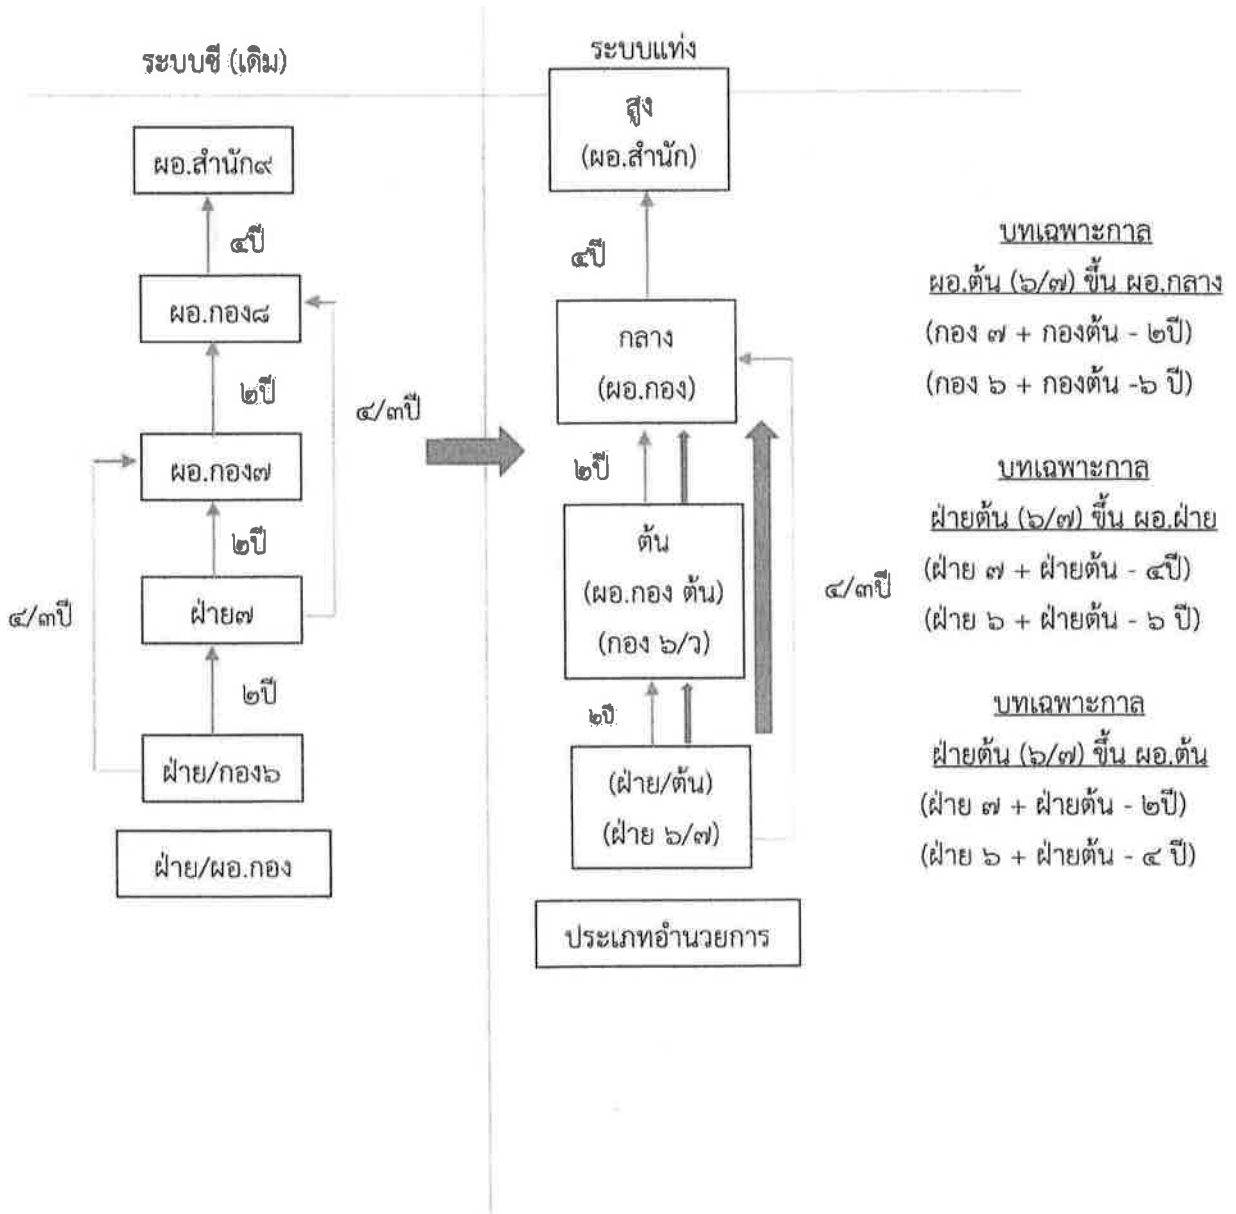 ระบบซี (เดิม)
ผอ.สำนัก๙
๔ปี
ผอ.กอง๘
๒ปี
๔/๓ปี
ผอ.กอง๗
๒ปี
ฝ่าย๗
๔/๓ปี
๒ปี
ฝ่าย/กอง๖
ฝ่าย/ผอ.กอง
ระบบแท่ง
สูง
(ผอ.สำนัก)
๔ปี
กลาง
(ผอ.กอง)
๒ปี
ต้น
(ผอ.กอง ต้น)
(กอง ๖/ว)
๔/๓ปี
๒ปี
(ฝ่าย/ต้น)
(ฝ่าย ๖/๗)
ประเภทอำนวยการ
บทเฉพาะกาล
ผอ.ต้น (๖/๗) ขึ้น ผอ.กลาง
(กอง ๗ + กองต้น - ๒ปี)
(กอง ๖ + กองต้น -๖ ปี)
บทเฉพาะกาล
ฝ่ายต้น (๖/๗) ขึ้น ผอ.ฝ่าย
(ฝ่าย ๗ + ฝ่ายต้น - ๔ปี)
(ฝ่าย ๖ + ฝ่ายต้น - ๖ ปี)
บทเฉพาะกาล
ฝ่ายต้น (๖/๗) ขึ้น ผอ.ต้น
(ฝ่าย ๗ + ฝ่ายต้น - ๒ปี)
(ฝ่าย ๖ + ฝ่ายต้น - ๔ ปี)